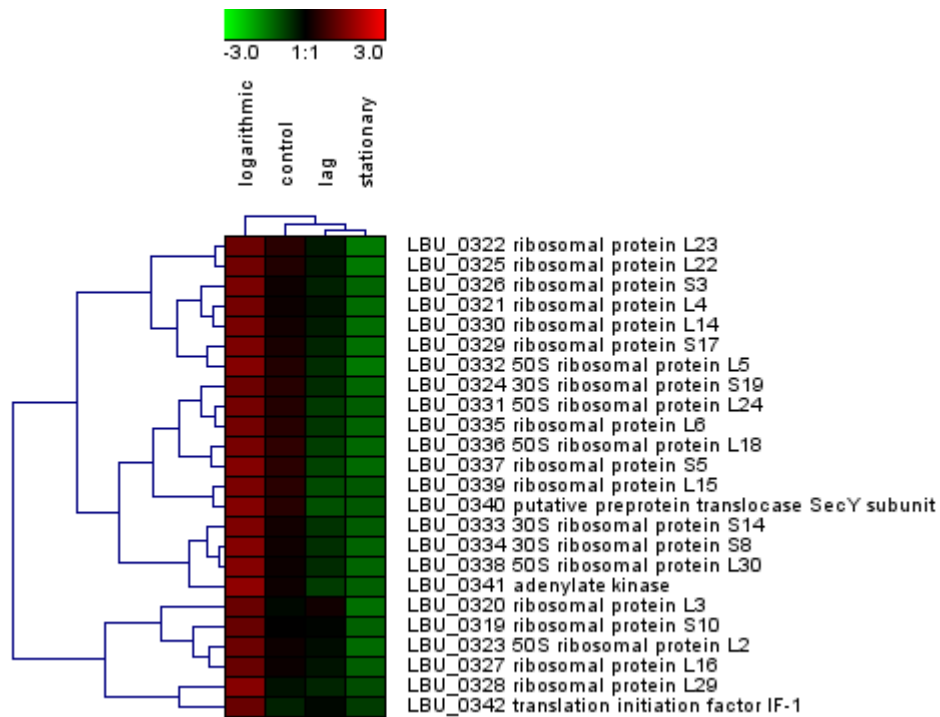 -3.0 1:1 3.0
logarithmic
control
lag
stationary
LBU_0322 ribosomal protein L23
LBU_0325 ribosomal protein L22
LBU_0326 ribosomal protein S3
LBU_0321 ribosomal protein L4
LBU_0330 ribosomal protein L14
LBU_0329 ribosomal protein S17
LBU_0332 50S ribosomal protein L5
LBU_0324 30S ribosomal protein S19
LBU_0331 50S ribosomal protein L24
LBU_0335 ribosomal protein L6
LBU_0336 50S ribosomal protein L18
LBU_0337 ribosomal protein S5
LBU_0339 ribosomal protein L15
LBU_0340 putative preprotein translocase SecY subunit
LBU_0333 30S ribosomal protein S14
LBU_0334 30S ribosomal protein S8
LBU_0338 50S ribosomal protein L30
LBU_0341 adenylate kinase
LBU_0320 ribosomal protein L3
LBU_0319 ribosomal protein S10
LBU_0323 50S ribosomal protein L2
LBU_0327 ribosomal protein L16
LBU_0328 ribosomal protein L29
LBU_0342 translation initiation factor IF-1